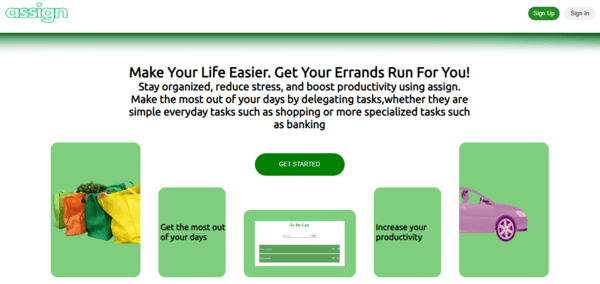 assign
Sign Up
Sign In
Make Your Life Easier. Get Your Errands Run For You!
Stay organized, reduce stress, and boost productivity using assign.
Make the most out of your days by delegating tasks,whether they are
simple everyday tasks such as shopping or more specialized tasks such
as banking
GET STARTED
Get the most out
of your days
To Do List
Increase your
productivity